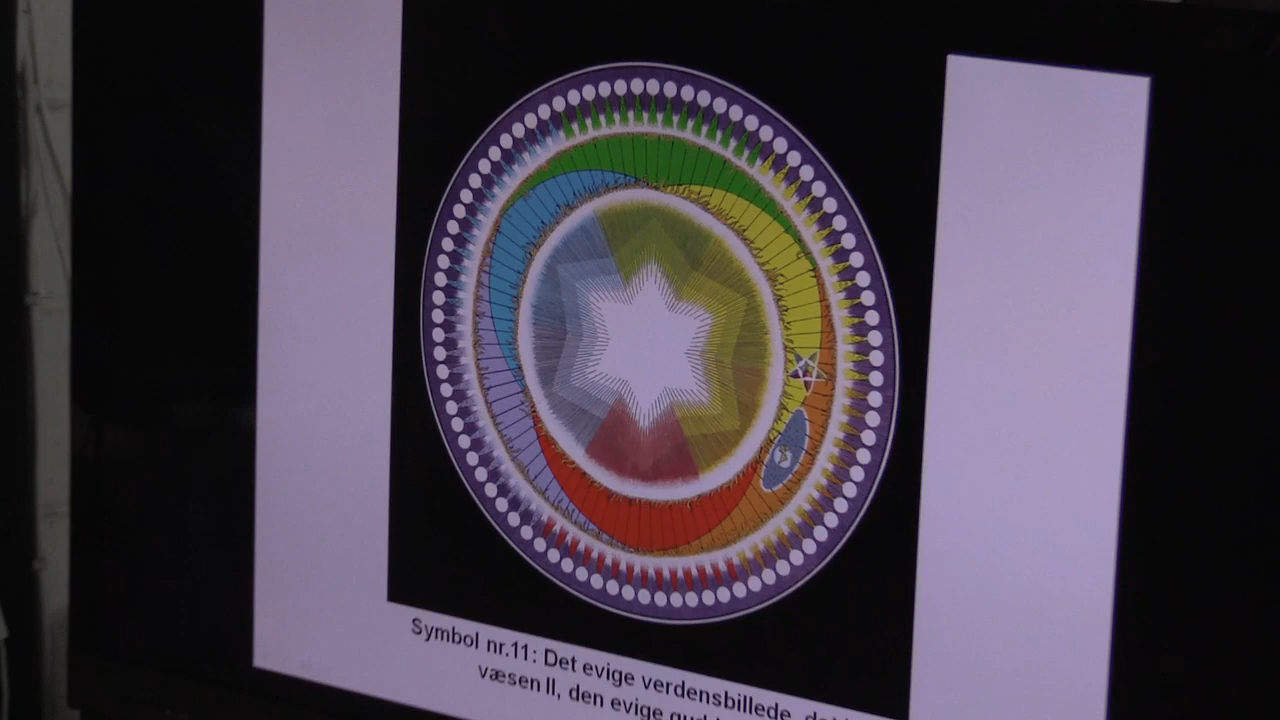 Symbol nr.11: Det evige verdensbillede,
væsen II, den evige